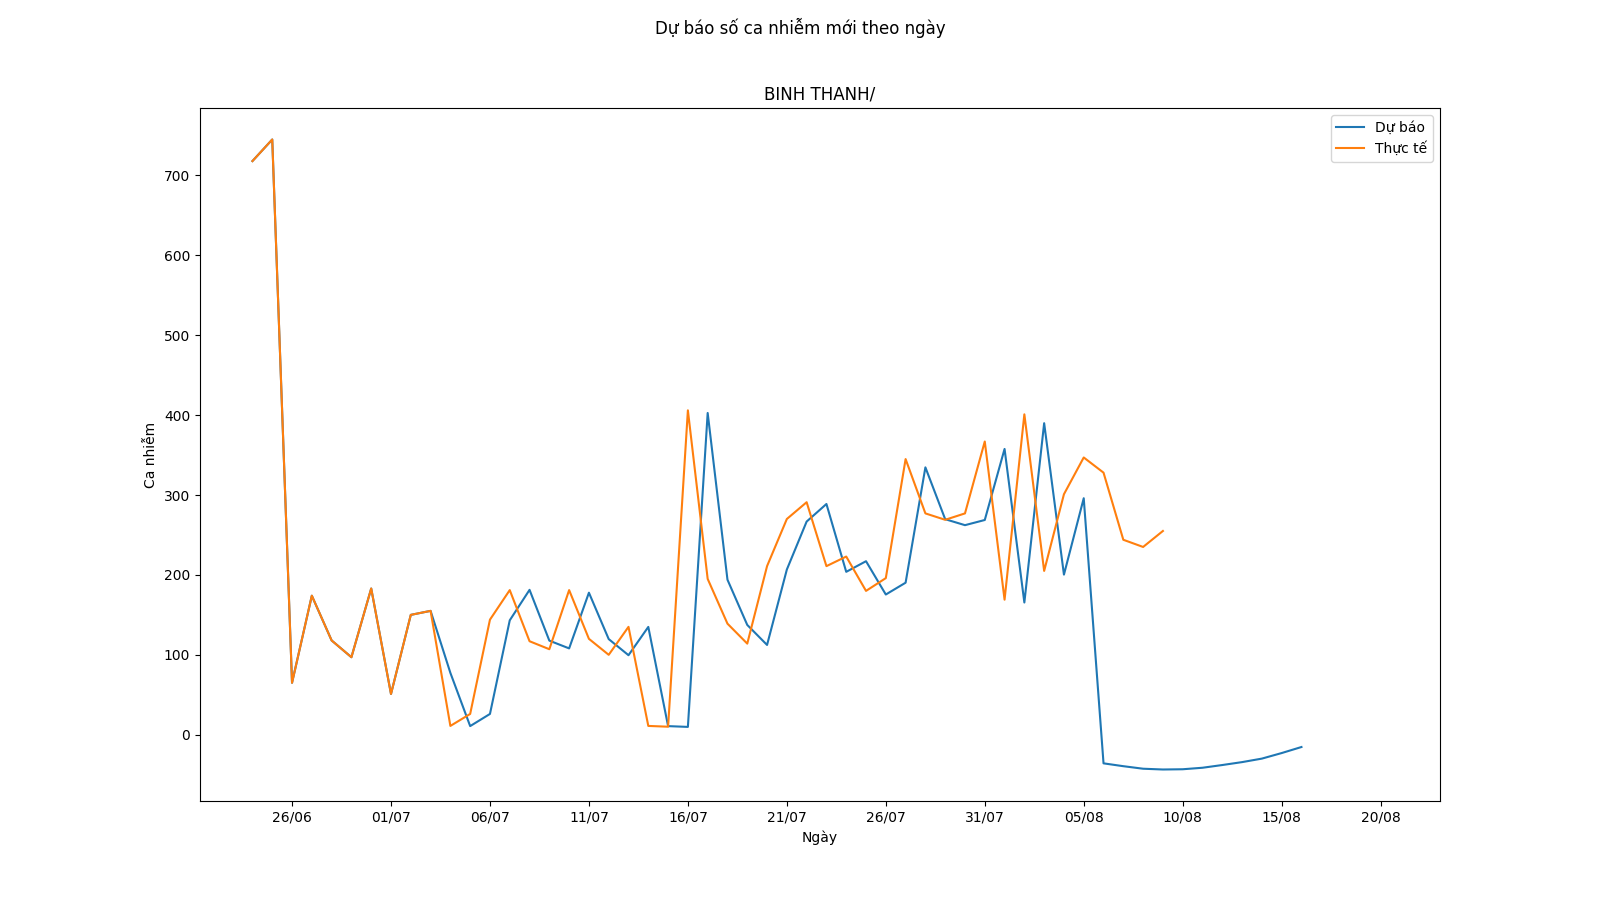 Dự báo số ca nhiễm mới theo ngày
BINH THANH/
Dự báo
Thực tế
700
600
500
400
300
200
100
0
Ca nhiễm
26/06 01/07 06/07 11/07 16/07 21/07 26/07 31/07 05/08 10/08 15/08 20/08
Ngày